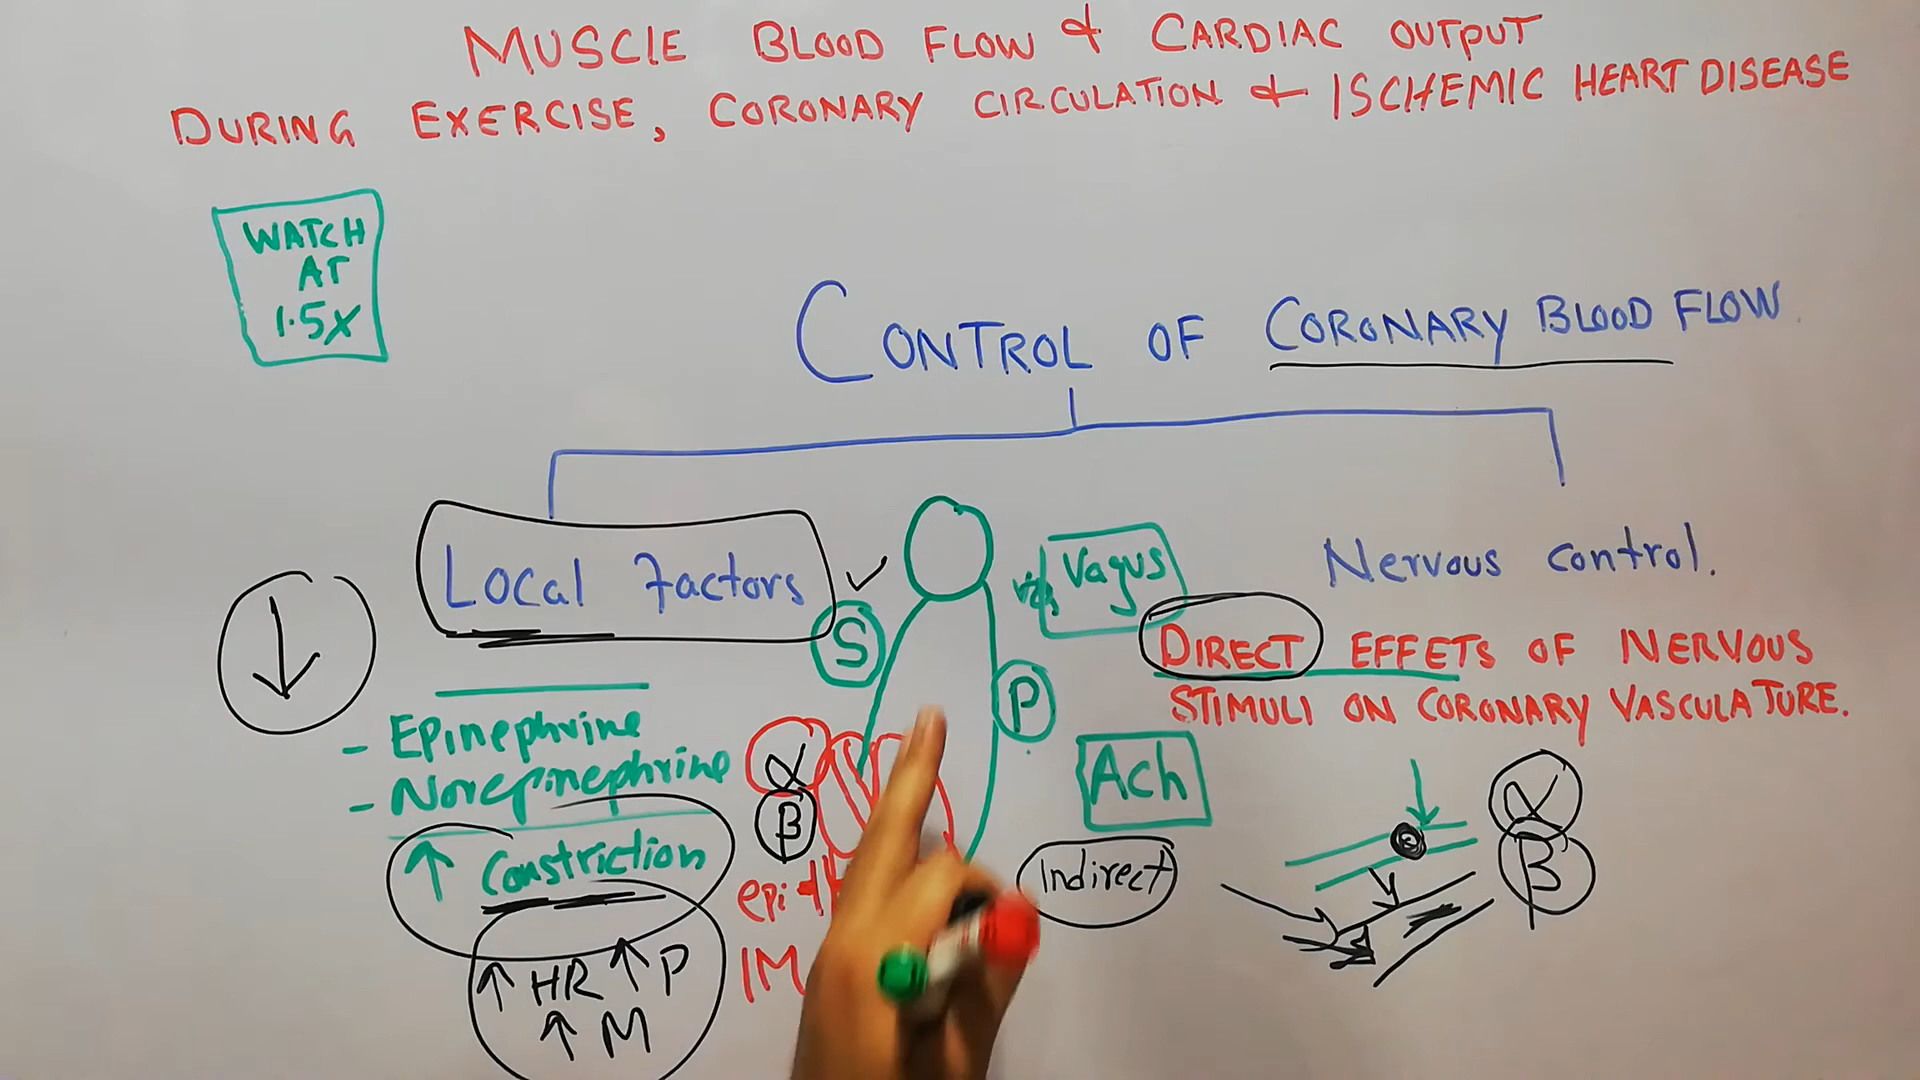 MUSCLE BLOOD FLOW & CARDIAC OUTPUT
DURING EXERCISE, CORONARY CIRCULATION & ISCHEMIC HEART DISEASE
WATCH
AT
1.5X
CONTROL OF CORONARY BLOOD FLOW.
Local Factors
S
P
Vagus
Nervous control.
DIRECT EFFETS OF NERVOUS
STIMULI ON CORONARY VASCULATURE.
↓
- Epinephrine
- Norepinephrine
↑ Constriction
↑ HR ↑ P
↑ M
α
β
epi
IM
Ach
Indirect
R
α
β